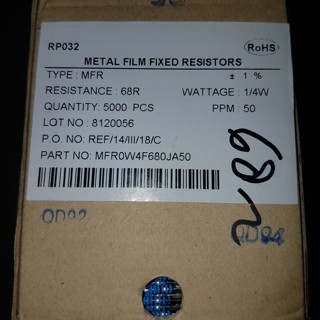 RP032 RoHS
METAL FILM FIXED RESISTORS
TYPE : MFR ± 1 %
RESISTANCE : 68R WATTAGE : 1/4W
QUANTITY: 5000 PCS PPM : 50
LOT NO : 8120056
P.O. NO: REF/14/III/18/C
PART NO: MFR0W4F680JA50
289